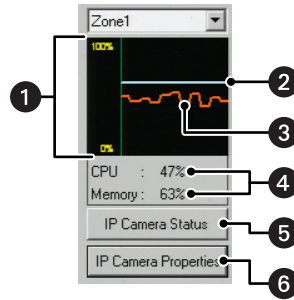 Zone1
100%
0%
CPU : 47%
Memory : 63%
IP Camera Status
IP Camera Properties
1
2
3
4
5
6